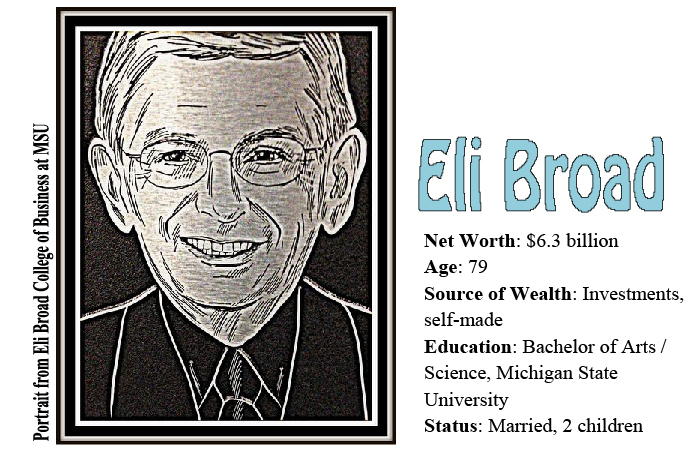 Portrait from Eli Broad College of Business at MSU
Eli Broad
Net Worth: $6.3 billion
Age: 79
Source of Wealth: Investments,
self-made
Education: Bachelor of Arts /
Science, Michigan State
University
Status: Married, 2 children